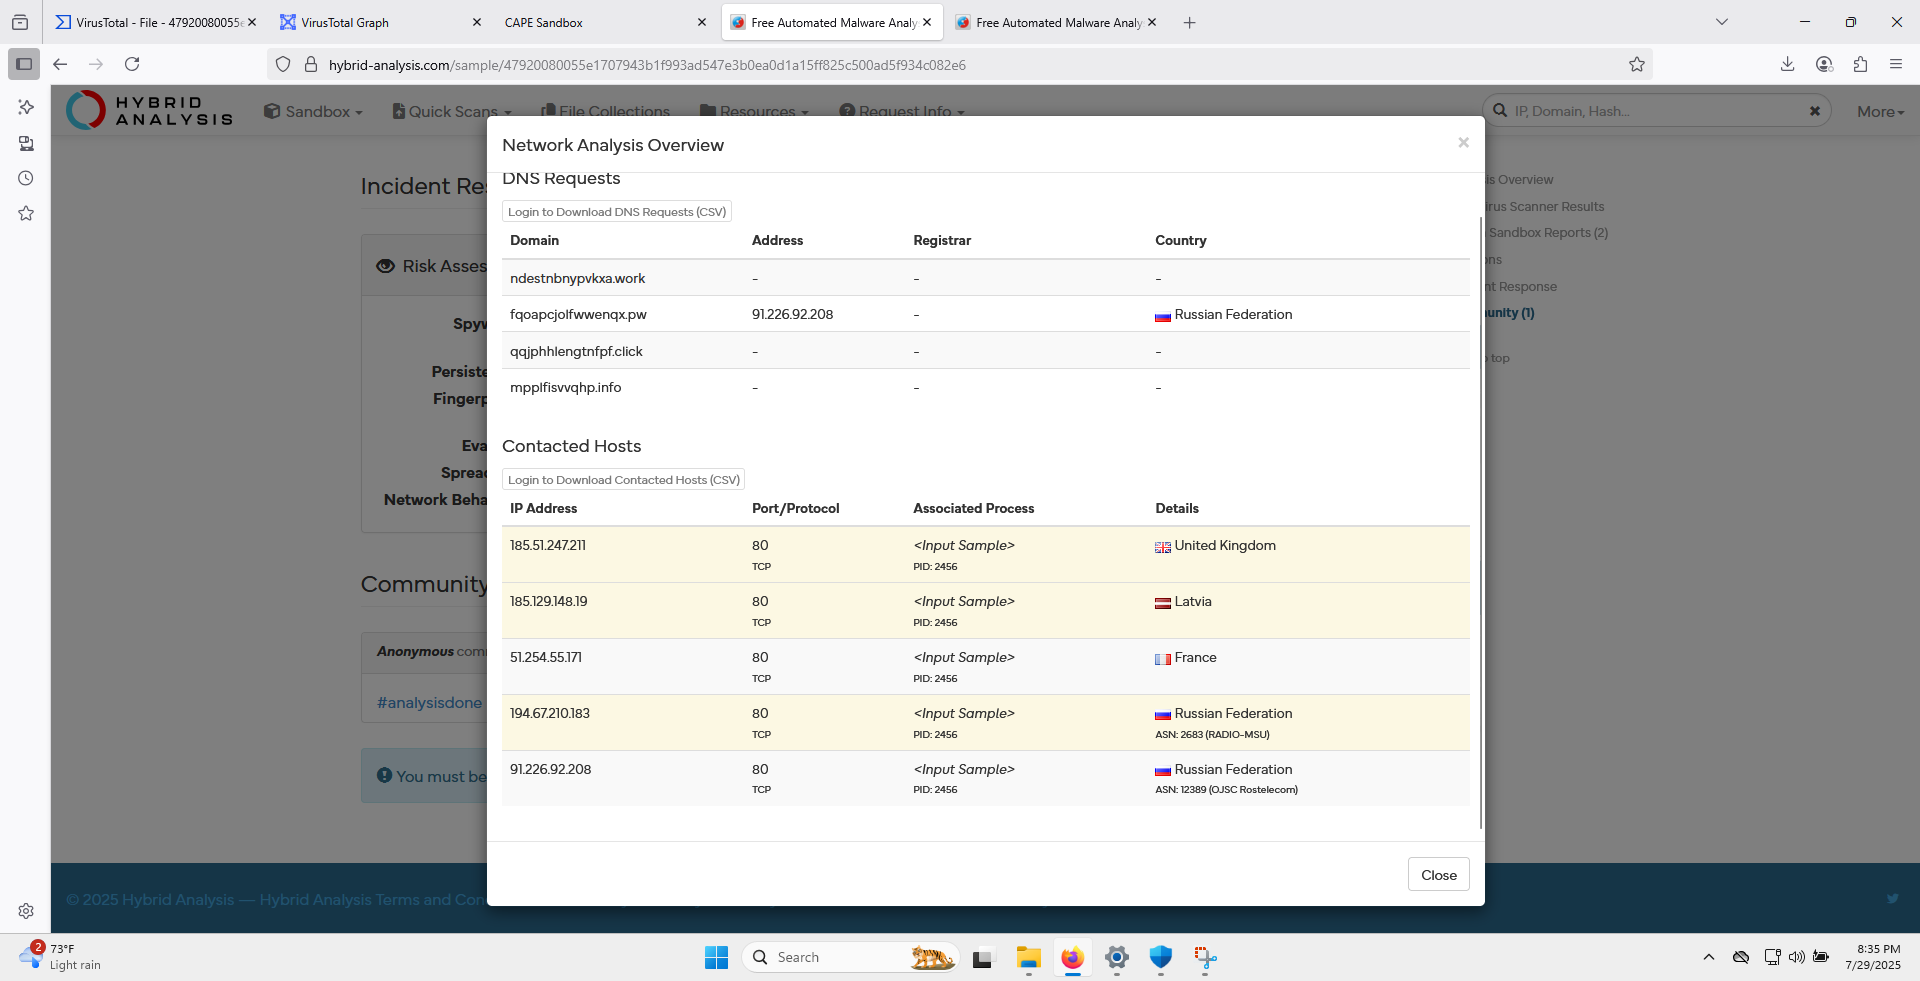 VirusTotal - File - 47920080055e
VirusTotal Graph
CAPE Sandbox
Free Automated Malware Analy
Free Automated Malware Analy
hybrid-analysis.com/sample/47920080055e1707943b1f993ad547e3b0ea0d1a15ff825c500ad5f934c082e6
HYBRID
ANALYSIS
Sandbox
Quick Scans
File Collections
Resources
Request Info
IP, Domain, Hash...
More
Network Analysis Overview
Incident Res
Risk Asses
Spyw
Persiste
Fingerp
Eva
Sprea
Network Beha
Community
Anonymous com
#analysisdone
You must be
DNS Requests
Login to Download DNS Requests (CSV)
Domain Address Registrar Country
ndestnbnypvkxa.work - - -
fqoapcjolfwwenqx.pw 91.226.92.208 - Russian Federation
qqjphhlengtnfpf.click - - -
mpplfisvvqhp.info - - -
Contacted Hosts
Login to Download Contacted Hosts (CSV)
IP Address Port/Protocol Associated Process Details
185.51.247.211 80 <Input Sample> United Kingdom
TCP PID: 2456
185.129.148.19 80 <Input Sample> Latvia
TCP PID: 2456
51.254.55.171 80 <Input Sample> France
TCP PID: 2456
194.67.210.183 80 <Input Sample> Russian Federation
TCP PID: 2456 ASN: 2683 (RADIO-MSU)
91.226.92.208 80 <Input Sample> Russian Federation
TCP PID: 2456 ASN: 12389 (OJSC Rostelecom)
Close
is Overview
irus Scanner Results
Sandbox Reports (2)
ons
nt Response
unity (1)
top
© 2025 Hybrid Analysis — Hybrid Analysis Terms and Con
2
73°F
Light rain
Search
8:35 PM
7/29/2025